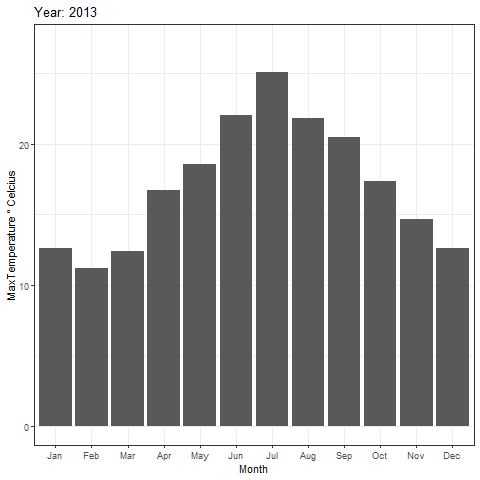 Year: 2013
MaxTemperature " Celcius
20
10
0
Jan Feb Mar Apr May Jun Jul Aug Sep Oct Nov Dec
Month